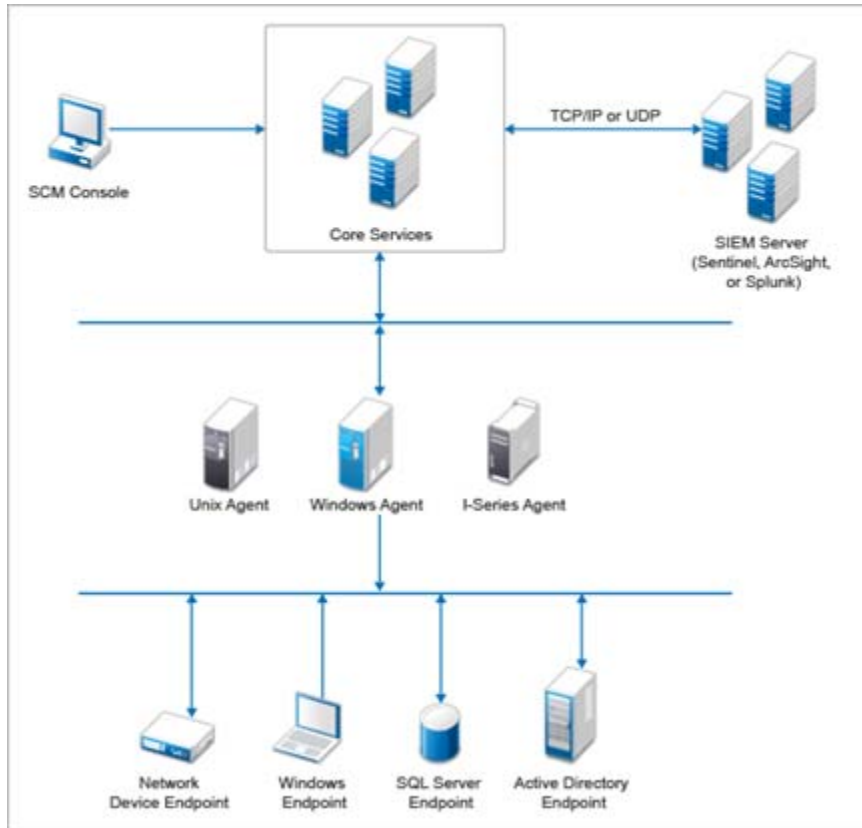 TCP/IP or UDP
SCM Console
Core Services
SIEM Server
(Sentinel, ArcSight,
or Splunk)
Unix Agent
Windows Agent
I-Series Agent
Network
Device Endpoint
Windows
Endpoint
SQL Server
Endpoint
Active Directory
Endpoint